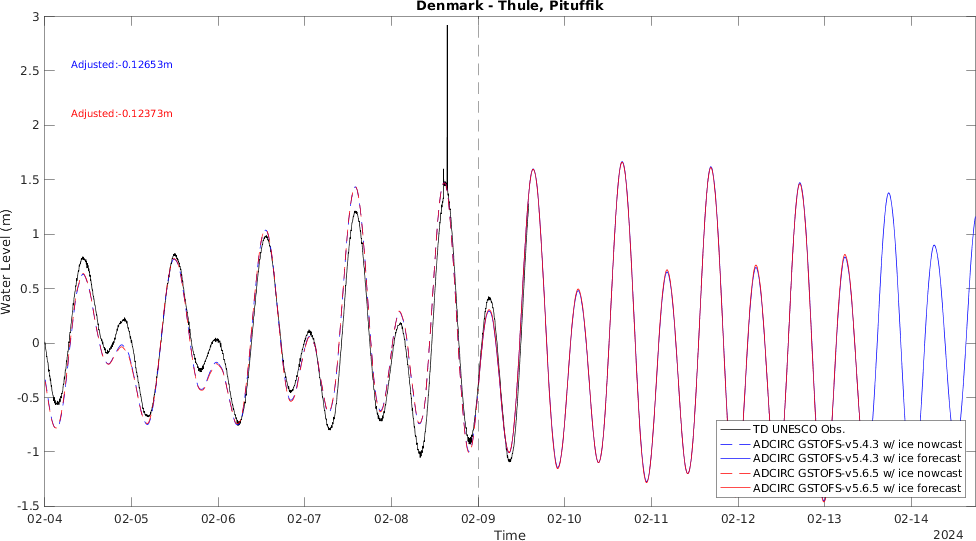 Denmark - Thule, Pituffik
3
2.5
2
1.5
1
0.5
0
-0.5
-1
-1.5
Water Level (m)
Adjusted:-0.12653m
Adjusted:-0.12373m
TD UNESCO Obs.
ADCIRC GSTOFS-v5.4.3 w/ ice nowcast
ADCIRC GSTOFS-v5.4.3 w/ ice forecast
ADCIRC GSTOFS-v5.6.5 w/ ice nowcast
ADCIRC GSTOFS-v5.6.5 w/ ice forecast
02-04 02-05 02-06 02-07 02-08 02-09 02-10 02-11 02-12 02-13 02-14
Time
2024